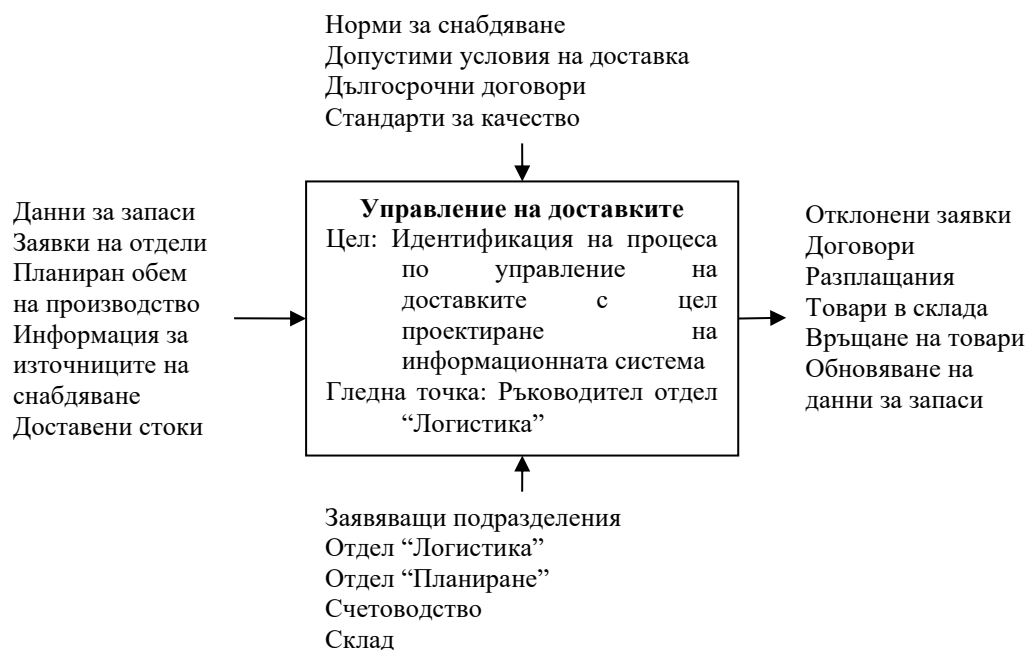 Норми за снабдяване
Допустими условия на доставка
Дългосрочни договори
Стандарти за качество
Данни за запаси
Заявки на отдели
Планиран обем
на производство
Информация за
източниците на
снабдяване
Доставени стоки
Управление на доставките
Цел: Идентификация на процеса
по управление на
доставките с цел
проектиране на
информационната система
Гледна точка: Ръководител отдел
“Логистика”
Отклонени заявки
Договори
Разплащания
Товари в склада
Връщане на товари
Обновяване на
данни за запаси
Заявяващи подразделения
Отдел “Логистика”
Отдел “Планиране”
Счетоводство
Склад